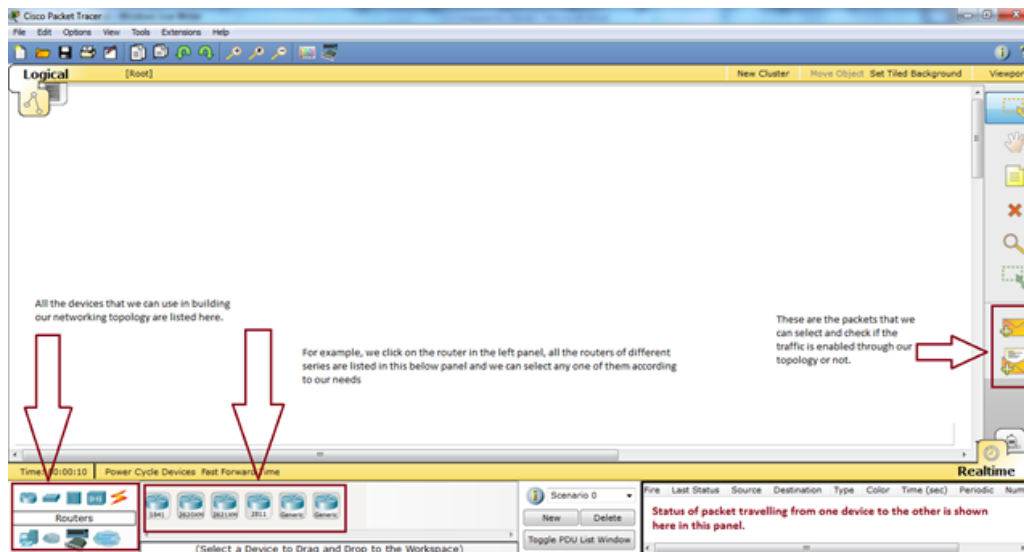 Cisco Packet Tracer
File Edit Options View Tools Extensions Help
Logical [Root] New Cluster Move Object Set Tiled Background Viewport
All the devices that we can use in building
our networking topology are listed here.
For example, we click on the router in the left panel, all the routers of different
series are listed in this below panel and we can select any one of them according
to our needs
These are the packets that we
can select and check if the
traffic is enabled through our
topology or not.
Time: 00:00:10 Power Cycle Devices Fast Forward Time Realtime
Routers
1841 2620XM 2621XM 2811 Generic Generic
(Select a Device to Drag and Drop to the Workspace)
Scenario 0
New Delete
Toggle PDU List Window
Fire Last Status Source Destination Type Color Time (sec) Periodic Num
Status of packet travelling from one device to the other is shown
here in this panel.